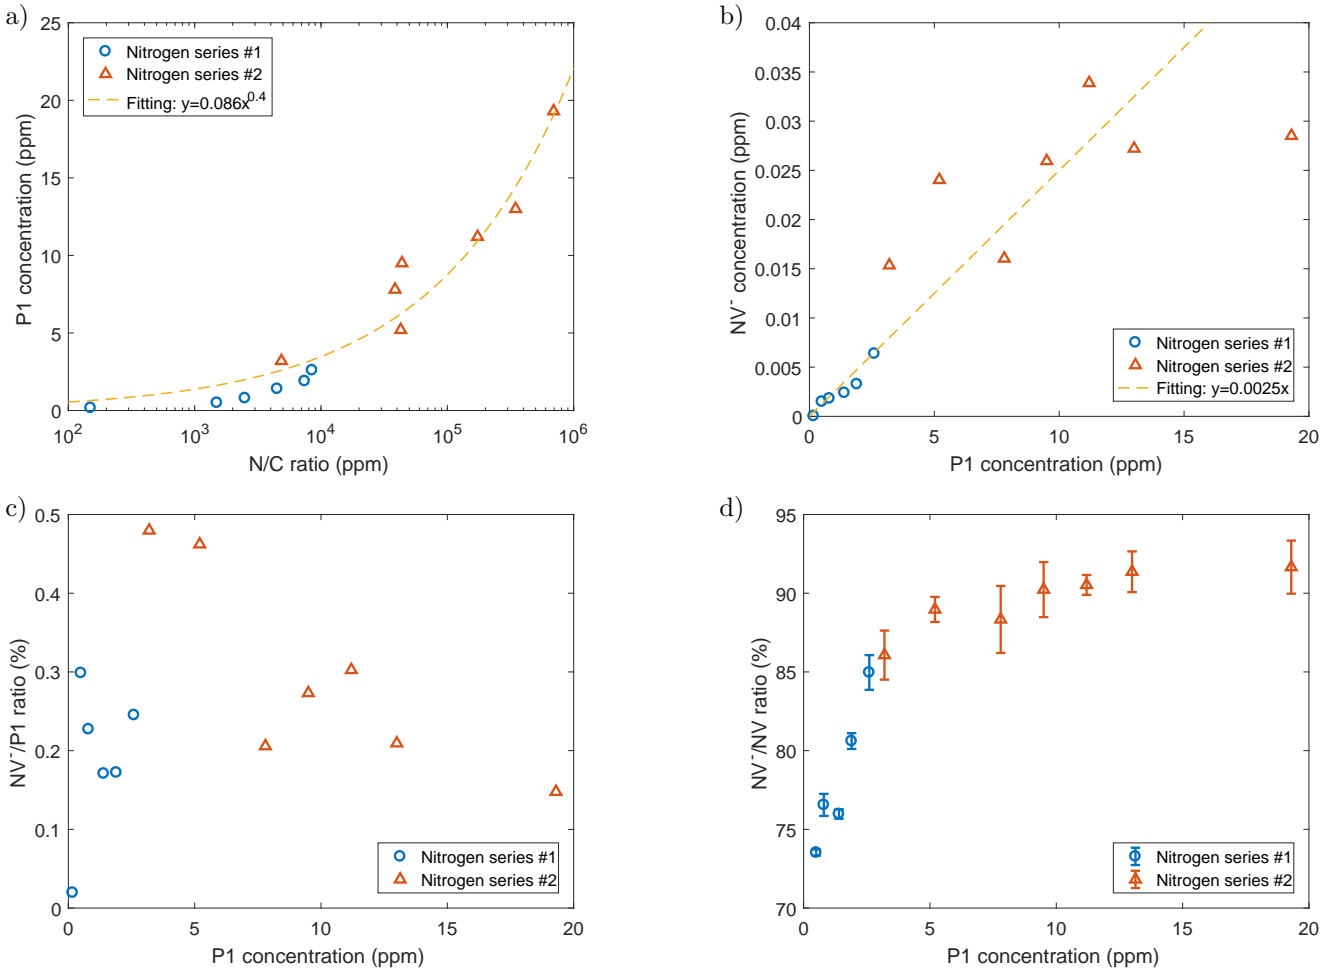 a)
25
20
15
10
5
0
P1 concentration (ppm)
Nitrogen series #1
Nitrogen series #2
Fitting: y=0.086x^0.4
10^2
10^3
10^4
10^5
10^6
N/C ratio (ppm)
b)
0.04
0.035
0.03
0.025
0.02
0.015
0.01
0.005
0
NV^- concentration (ppm)
Nitrogen series #1
Nitrogen series #2
Fitting: y=0.0025x
0
5
10
15
20
P1 concentration (ppm)
c)
0.5
0.4
0.3
0.2
0.1
0
NV^-/P1 ratio (%)
Nitrogen series #1
Nitrogen series #2
0
5
10
15
20
P1 concentration (ppm)
d)
95
90
85
80
75
70
NV^-/NV ratio (%)
Nitrogen series #1
Nitrogen series #2
0
5
10
15
20
P1 concentration (ppm)